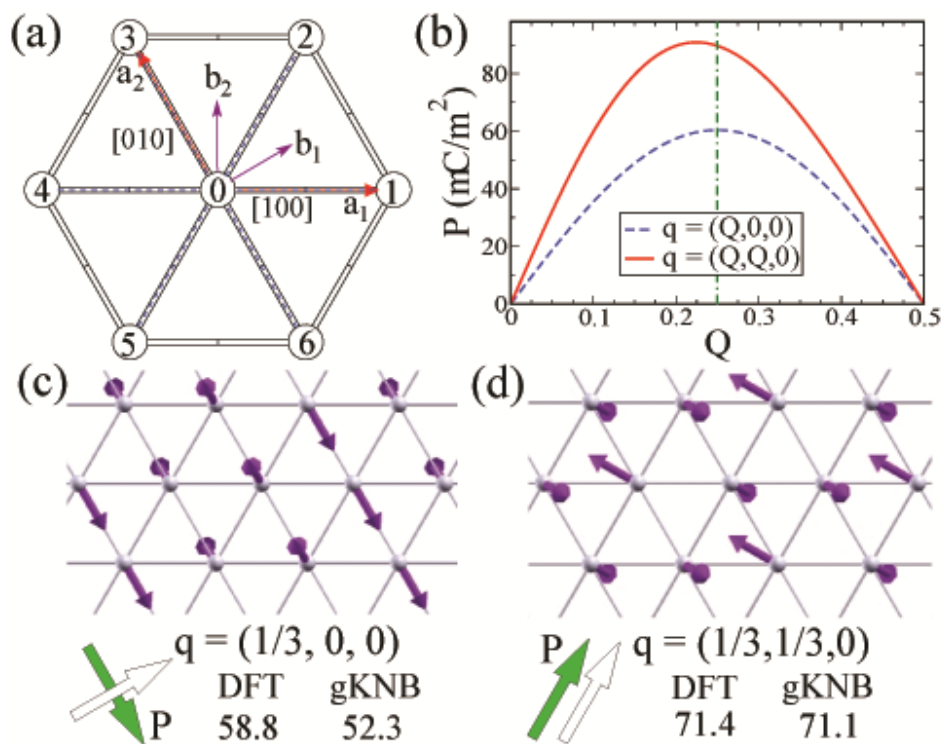 (a)
3
2
a2
b2
b1
[010]
4
0
1
[100]
a1
5
6
(b)
P (mC/m²)
80
60
40
20
0
q = (Q,0,0)
q = (Q,Q,0)
0
0.1
0.2
0.3
0.4
0.5
Q
(c)
q = (1/3, 0, 0)
DFT gKNB
P 58.8 52.3
(d)
P q = (1/3,1/3,0)
DFT gKNB
71.4 71.1